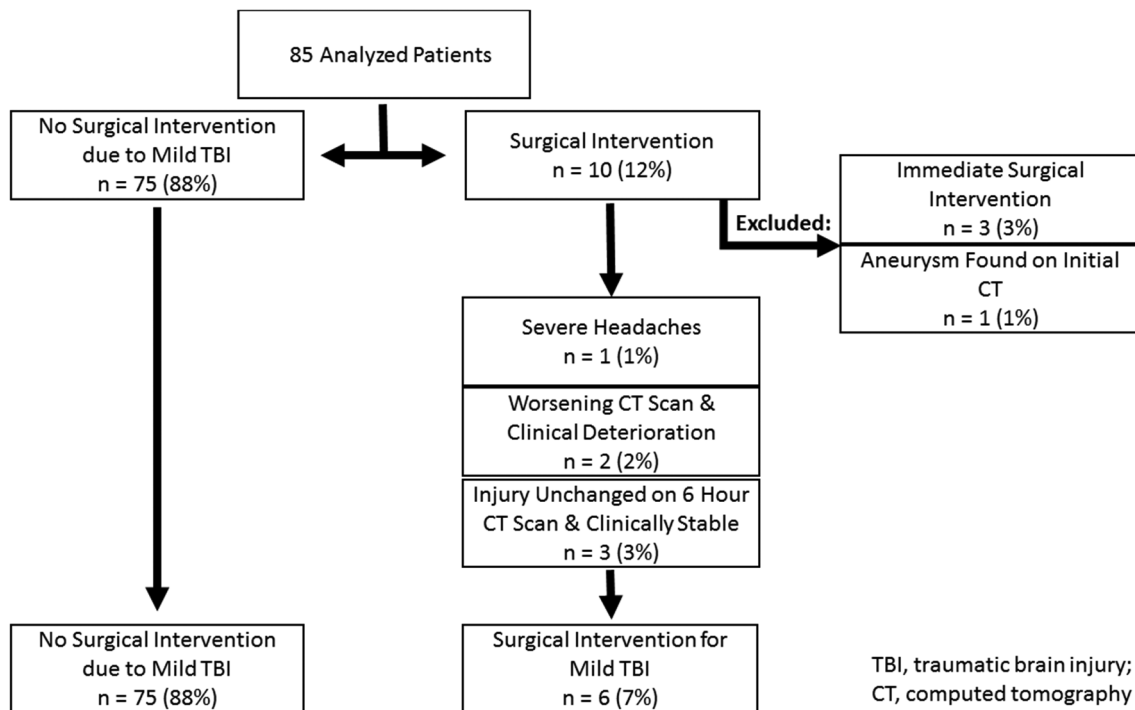 85 Analyzed Patients
No Surgical Intervention
due to Mild TBI
n = 75 (88%)
Surgical Intervention
n = 10 (12%)
Excluded:
Immediate Surgical
Intervention
n = 3 (3%)
Aneurysm Found on Initial
CT
n = 1 (1%)
Severe Headaches
n = 1 (1%)
Worsening CT Scan &
Clinical Deterioration
n = 2 (2%)
Injury Unchanged on 6 Hour
CT Scan & Clinically Stable
n = 3 (3%)
No Surgical Intervention
due to Mild TBI
n = 75 (88%)
Surgical Intervention for
Mild TBI
n = 6 (7%)
TBI, traumatic brain injury;
CT, computed tomography